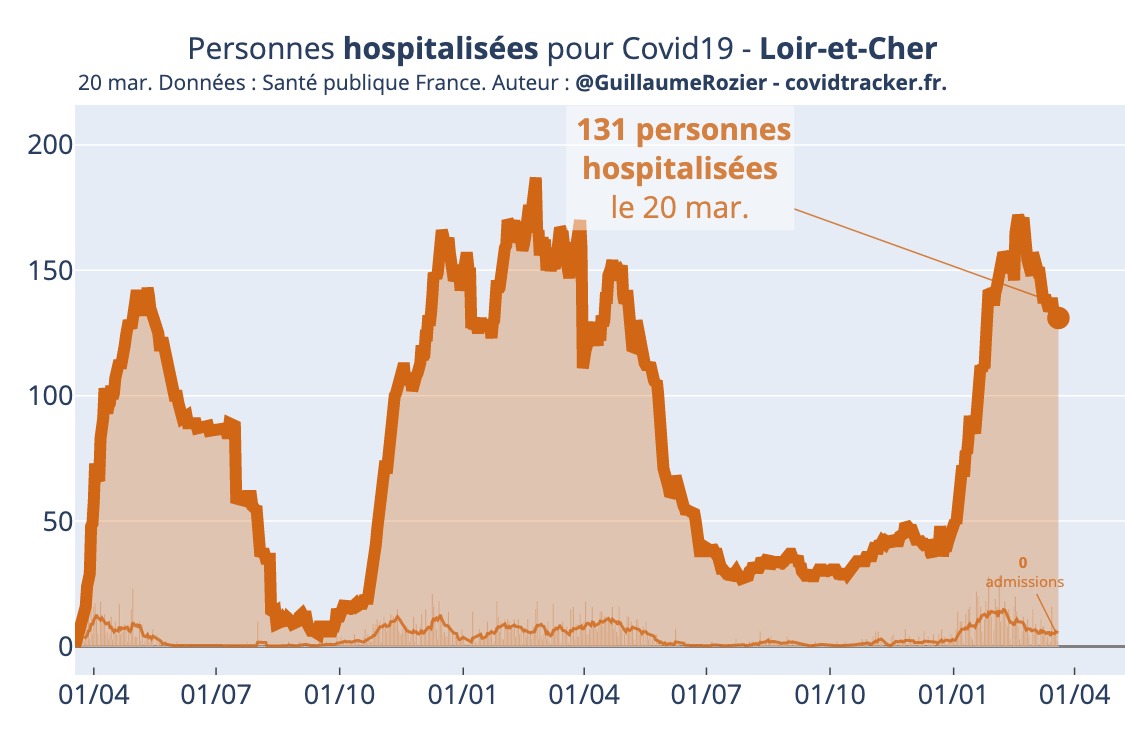 Personnes hospitalisées pour Covid19 - Loir-et-Cher
20 mar. Données : Santé publique France. Auteur : @GuillaumeRozier - covidtracker.fr.
131 personnes
hospitalisées
le 20 mar.
200
150
100
50
0
0
admissions
01/04 01/07 01/10 01/01 01/04 01/07 01/10 01/01 01/04